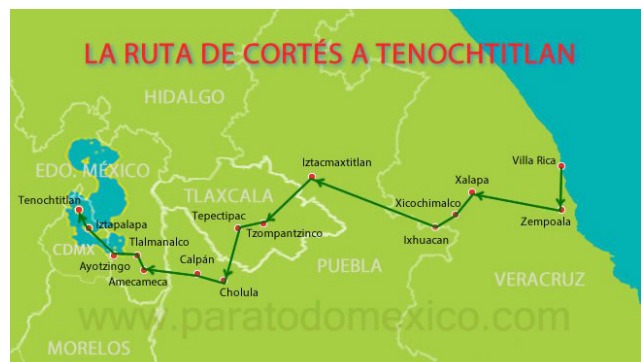 LA RUTA DE CORTÉS A TENOCHTITLAN
HIDALGO
EDO. MÉXICO
Iztacmaxtitlan
Villa Rica
Xalapa
TLAXCALA
Tenochtitlan
Xicochimalco
Tepectipac
Zempoala
Iztapalapa
Tzompantzinco
Ixhuacan
CDMX
Tlalmanalco
Calpán
PUEBLA
Ayotzingo
Amecameca
Cholula
VERACRUZ
www.paratodomexico.com
MORELOS